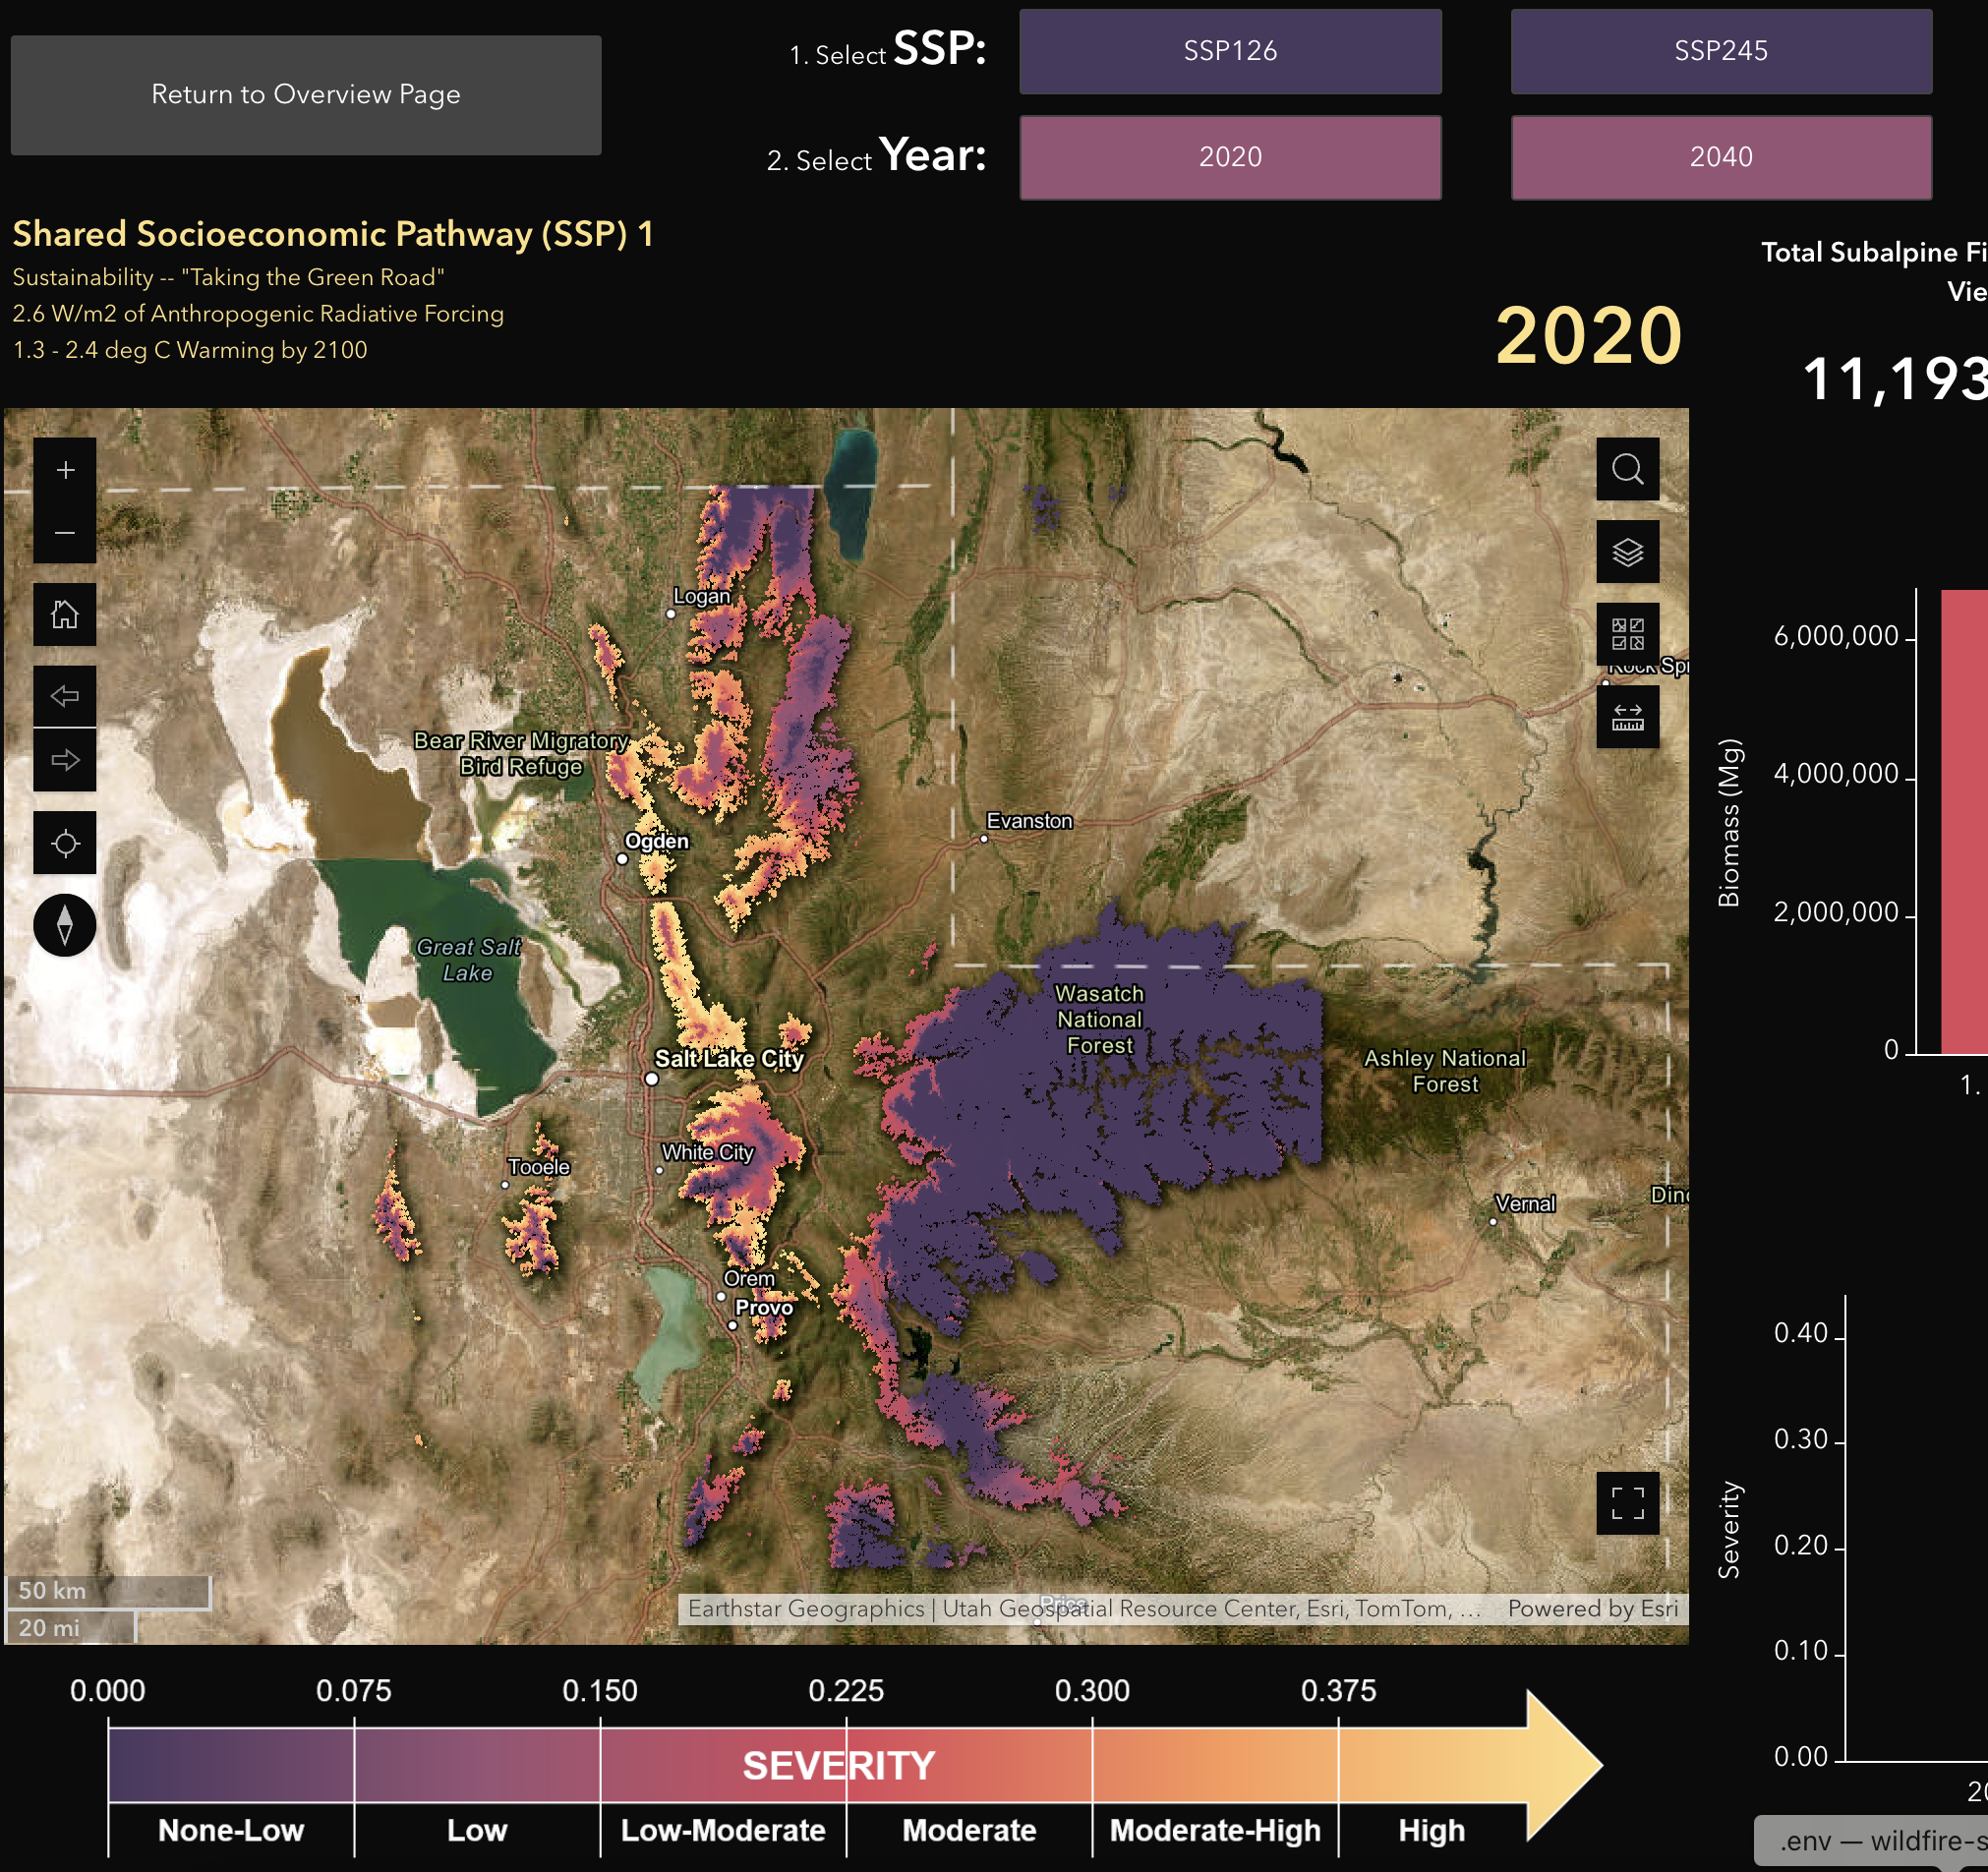 Return to Overview Page
1. Select SSP:
SSP126
SSP245
2. Select Year:
2020
2040
Shared Socioeconomic Pathway (SSP) 1
Sustainability -- "Taking the Green Road"
2.6 W/m2 of Anthropogenic Radiative Forcing
1.3 - 2.4 deg C Warming by 2100
2020
Total Subalpine Fi
Vie
11,193
Logan
Rock Spr
Bear River Migratory
Bird Refuge
Evanston
Ogden
Great Salt
Lake
Wasatch
National
Forest
Salt Lake City
Ashley National
Forest
White City
Tooele
Vernal
Dino
Orem
Provo
Price
50 km
20 mi
Earthstar Geographics | Utah Geospatial Resource Center, Esri, TomTom, ...
Powered by Esri
Biomass (Mg)
6,000,000
4,000,000
2,000,000
0
1.
Severity
0.40
0.30
0.20
0.10
0.00
20
0.000
0.075
0.150
0.225
0.300
0.375
SEVERITY
None-Low
Low
Low-Moderate
Moderate
Moderate-High
High
.env — wildfire-s